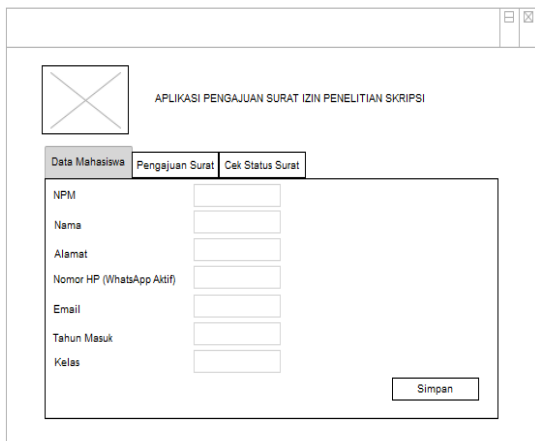 APLIKASI PENGAJUAN SURAT IZIN PENELITIAN SKRIPSI
Data Mahasiswa Pengajuan Surat Cek Status Surat
NPM
Nama
Alamat
Nomor HP (WhatsApp Aktif)
Email
Tahun Masuk
Kelas
Simpan